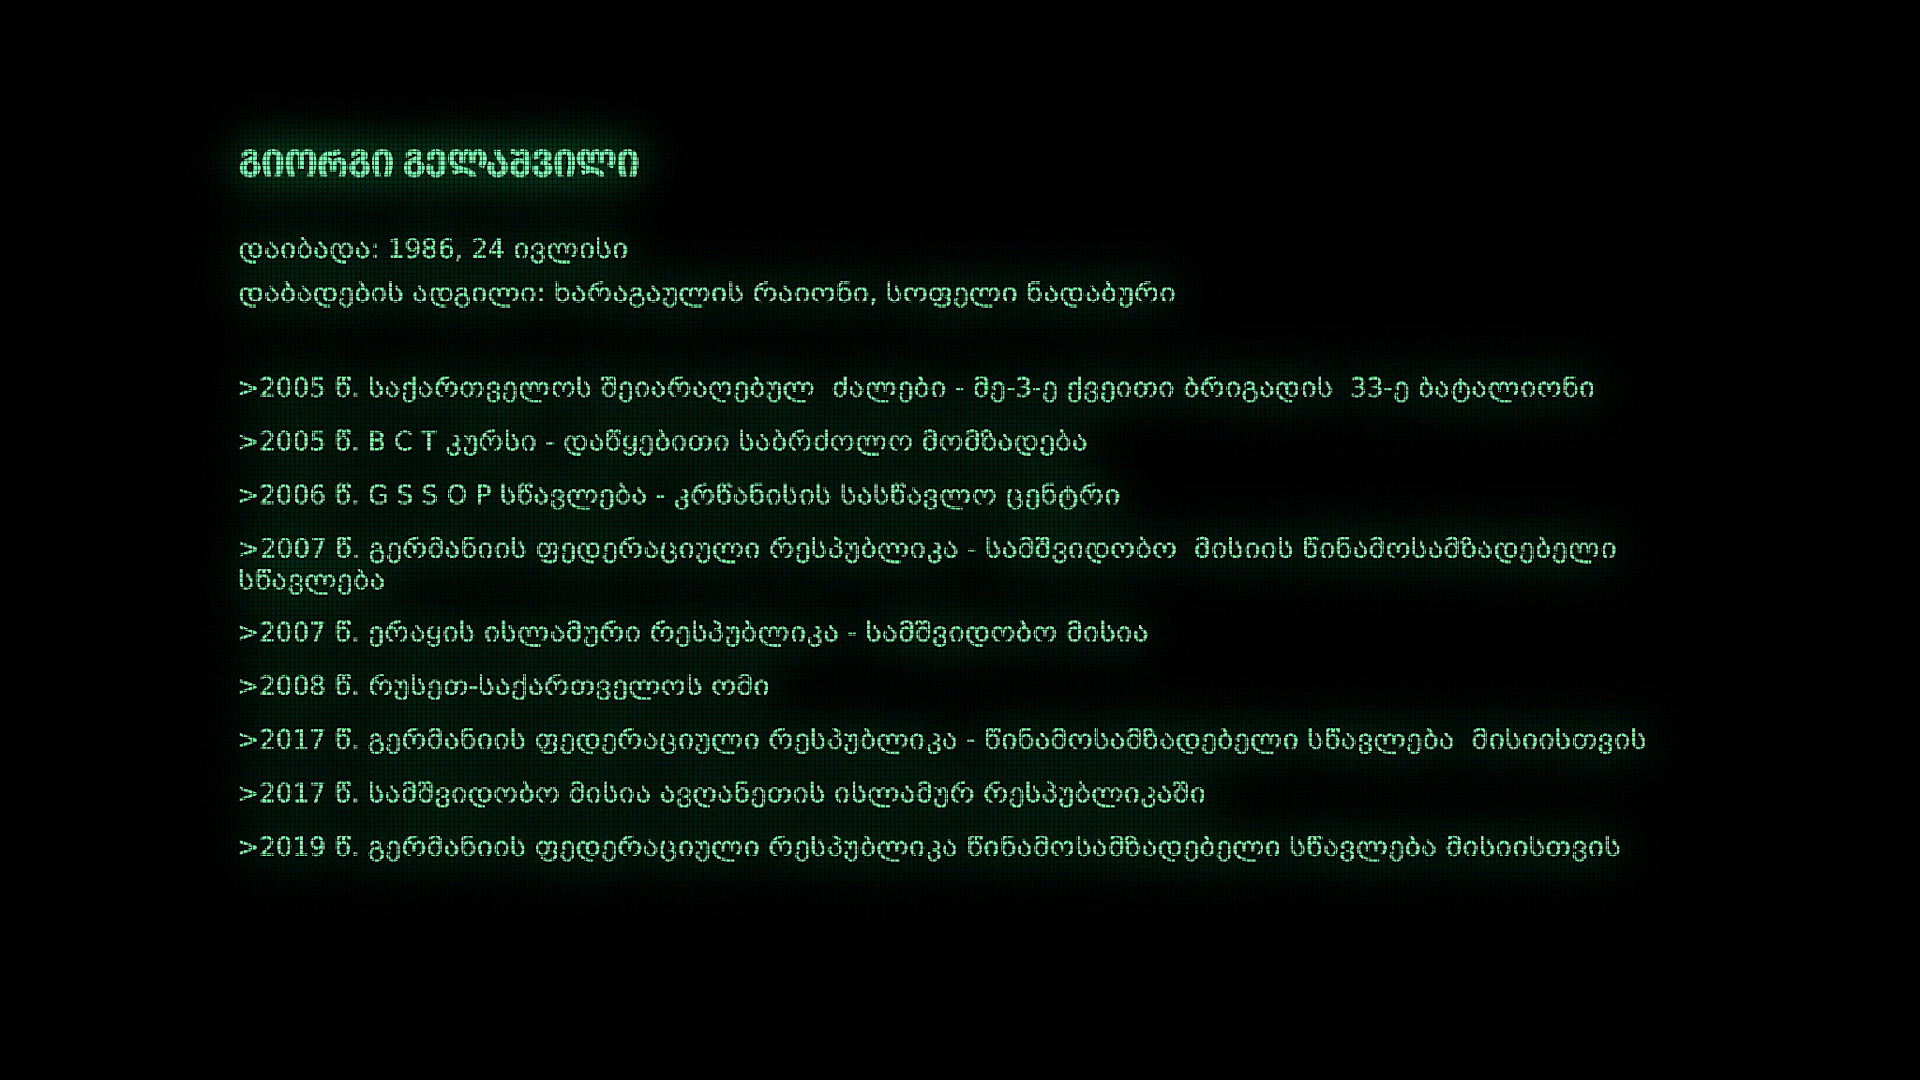 გიორგი გელაშვილი
დაიბადა: 1986, 24 ივლისი
დაბადების ადგილი: ხარაგაულის რაიონი, სოფელი ნადაბური
>2005 წ. საქართველოს შეიარაღებულ ძალები - მე-3-ე ქვეითი ბრიგადის 33-ე ბატალიონი
>2005 წ. B C T კურსი - დაწყებითი საბრძოლო მომზადება
>2006 წ. G S S O P სწავლება - კრწანისის სასწავლო ცენტრი
>2007 წ. გერმანიის ფედერაციული რესპუბლიკა - სამშვიდობო მისიის წინამოსამზადებელი
სწავლება
>2007 წ. ერაყის ისლამური რესპუბლიკა - სამშვიდობო მისია
>2008 წ. რუსეთ-საქართველოს ომი
>2017 წ. გერმანიის ფედერაციული რესპუბლიკა - წინამოსამზადებელი სწავლება მისიისთვის
>2017 წ. სამშვიდობო მისია ავღანეთის ისლამურ რესპუბლიკაში
>2019 წ. გერმანიის ფედერაციული რესპუბლიკა წინამოსამზადებელი სწავლება მისიისთვის